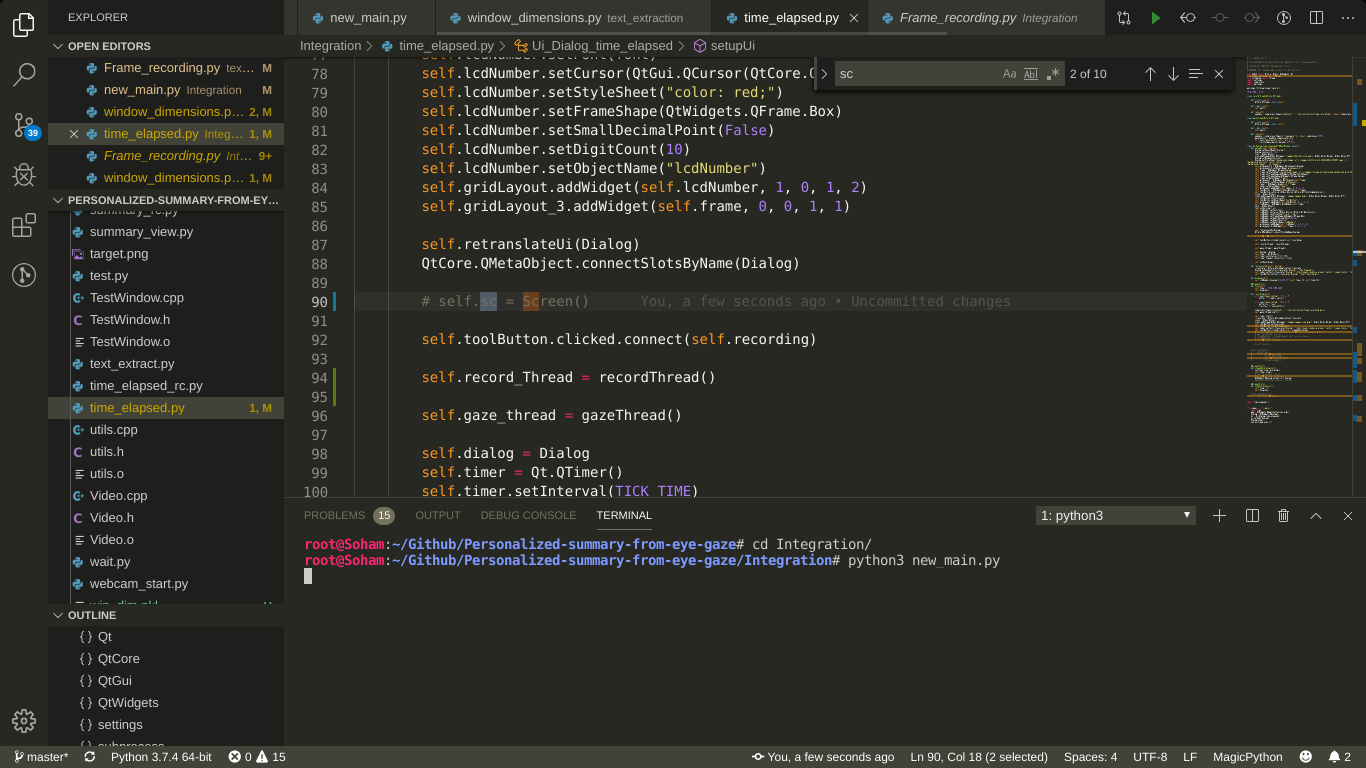 EXPLORER
OPEN EDITORS
Frame_recording.py tex... M
new_main.py Integration M
window_dimensions.p... 2, M
time_elapsed.py Integ... 1, M
Frame_recording.py Int... 9+
window_dimensions.p... 1, M
PERSONALIZED-SUMMARY-FROM-EY...
summary_rc.py
summary_view.py
target.png
test.py
TestWindow.cpp
TestWindow.h
TestWindow.o
text_extract.py
time_elapsed_rc.py
time_elapsed.py 1, M
utils.cpp
utils.h
utils.o
Video.cpp
Video.h
Video.o
wait.py
webcam_start.py
win_dim.pkl M
OUTLINE
{ } Qt
{ } QtCore
{ } QtGui
{ } QtWidgets
{ } settings
{ } subprocess
39
new_main.py
window_dimensions.py text_extraction
time_elapsed.py
Frame_recording.py Integration
Integration > time_elapsed.py > Ui_Dialog_time_elapsed > setupUi
sc Aa Abl .* 2 of 10
77 self.lcdNumber.setFont(font)
78 self.lcdNumber.setCursor(QtGui.QCursor(QtCore.Q
79 self.lcdNumber.setStyleSheet("color: red;")
80 self.lcdNumber.setFrameShape(QtWidgets.QFrame.Box)
81 self.lcdNumber.setSmallDecimalPoint(False)
82 self.lcdNumber.setDigitCount(10)
83 self.lcdNumber.setObjectName("lcdNumber")
84 self.gridLayout.addWidget(self.lcdNumber, 1, 0, 1, 2)
85 self.gridLayout_3.addWidget(self.frame, 0, 0, 1, 1)
86
87 self.retranslateUi(Dialog)
88 QtCore.QMetaObject.connectSlotsByName(Dialog)
89
90 # self.sc = Screen() You, a few seconds ago • Uncommitted changes
91
92 self.toolButton.clicked.connect(self.recording)
93
94 self.record_Thread = recordThread()
95
96 self.gaze_thread = gazeThread()
97
98 self.dialog = Dialog
99 self.timer = Qt.QTimer()
100 self.timer.setInterval(TICK_TIME)
PROBLEMS 15 OUTPUT DEBUG CONSOLE TERMINAL 1: python3
root@Soham:~/Github/Personalized-summary-from-eye-gaze# cd Integration/
root@Soham:~/Github/Personalized-summary-from-eye-gaze/Integration# python3 new_main.py
master* Python 3.7.4 64-bit 0 15 You, a few seconds ago Ln 90, Col 18 (2 selected) Spaces: 4 UTF-8 LF MagicPython 2